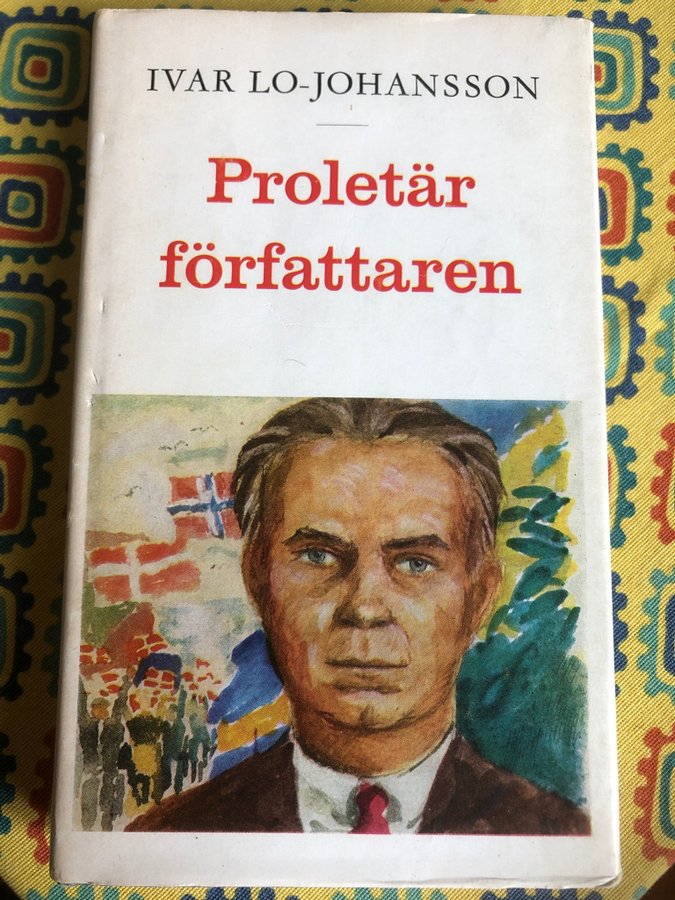 IVAR LO-JOHANSSON
Proletär
författaren